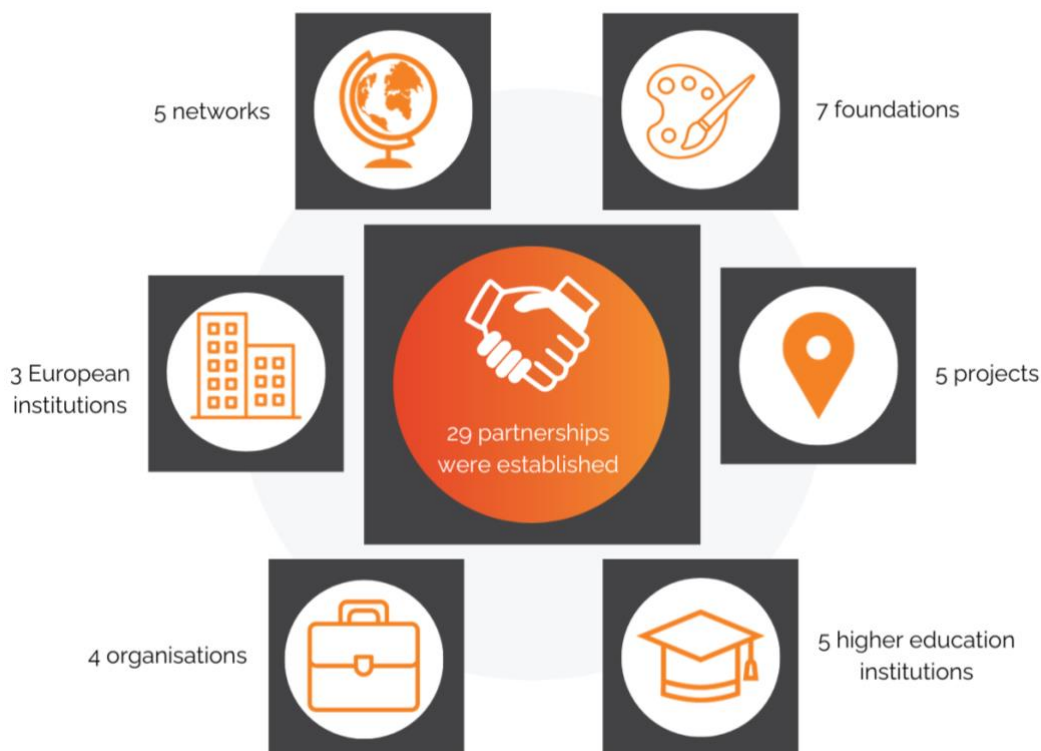 5 networks
7 foundations
3 European
institutions
29 partnerships
were established
5 projects
4 organisations
5 higher education
institutions